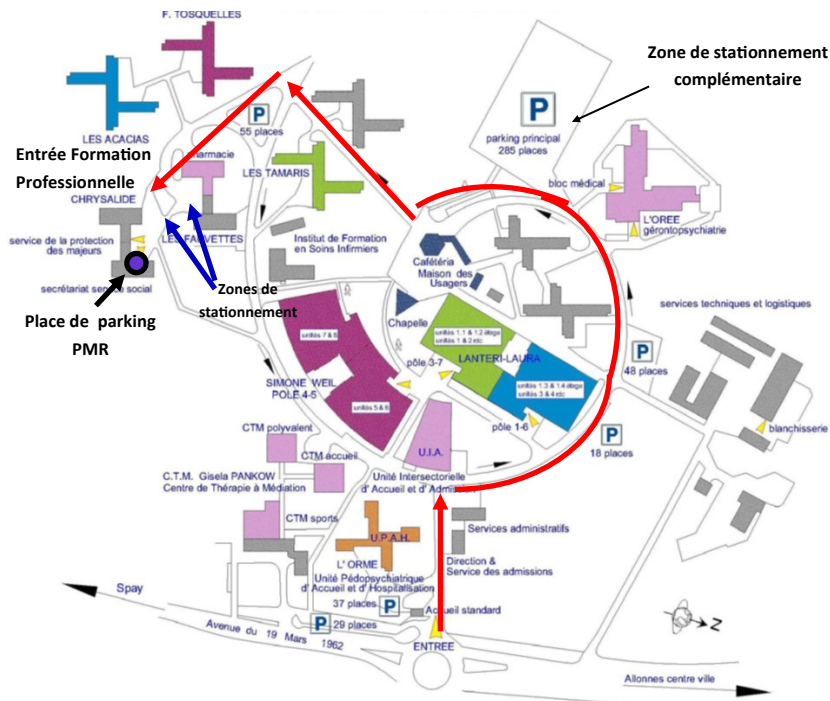 F. TOSQUELLES
Zone de stationnement
complémentaire
P
55 places
P
parking principal
285 places
LES ACACIAS
Entrée Formation
Professionnelle
pharmacie
LES TAMARIS
bloc médical
CHRYSALIDE
L'OREE
gérontopsychiatrie
service de la protection
des majeurs
LES FAUVETTES
Institut de Formation
en Soins Infirmiers
Cafétéria
Maison des
Usagers
secrétariat service social
Zones de
stationnement
services techniques et logistiques
Place de parking
PMR
Chapelle
unités 7 & 8
unités 1.1 & 1.2 étage
unités 1 & 2 rdc
LANTERI-LAURA
pôle 3-7
unités 1.3 & 1.4 étage
unités 3 & 4 rdc
P
48 places
SIMONE WEIL
POLE 4-5
unités 5 & 6
blanchisserie
CTM polyvalent
pôle 1-6
P
18 places
CTM accueil
U.I.A.
C.T.M. Gisela PANKOW
Centre de Thérapie à Médiation
Unité Intersectorielle
d'Accueil et d'Admission
CTM sports
Services administratifs
U.P.A.H.
L'ORME
Direction &
Service des admissions
Unité Pédopsychiatrique
d'Accueil et d'Hospitalisation
Spay
37 places
P
Accueil standard
P
29 places
Avenue du 19 Mars 1962
ENTREE
Z
Allonnes centre ville